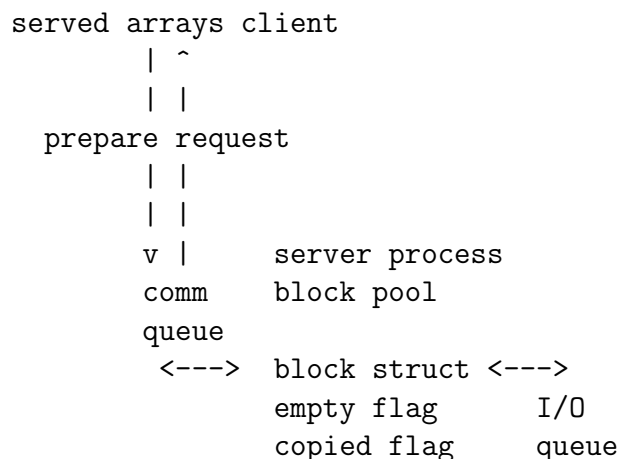 served arrays client
| ^
| |
prepare request
| |
| |
v | server process
comm block pool
queue
<---> block struct <--->
empty flag I/O
copied flag queue